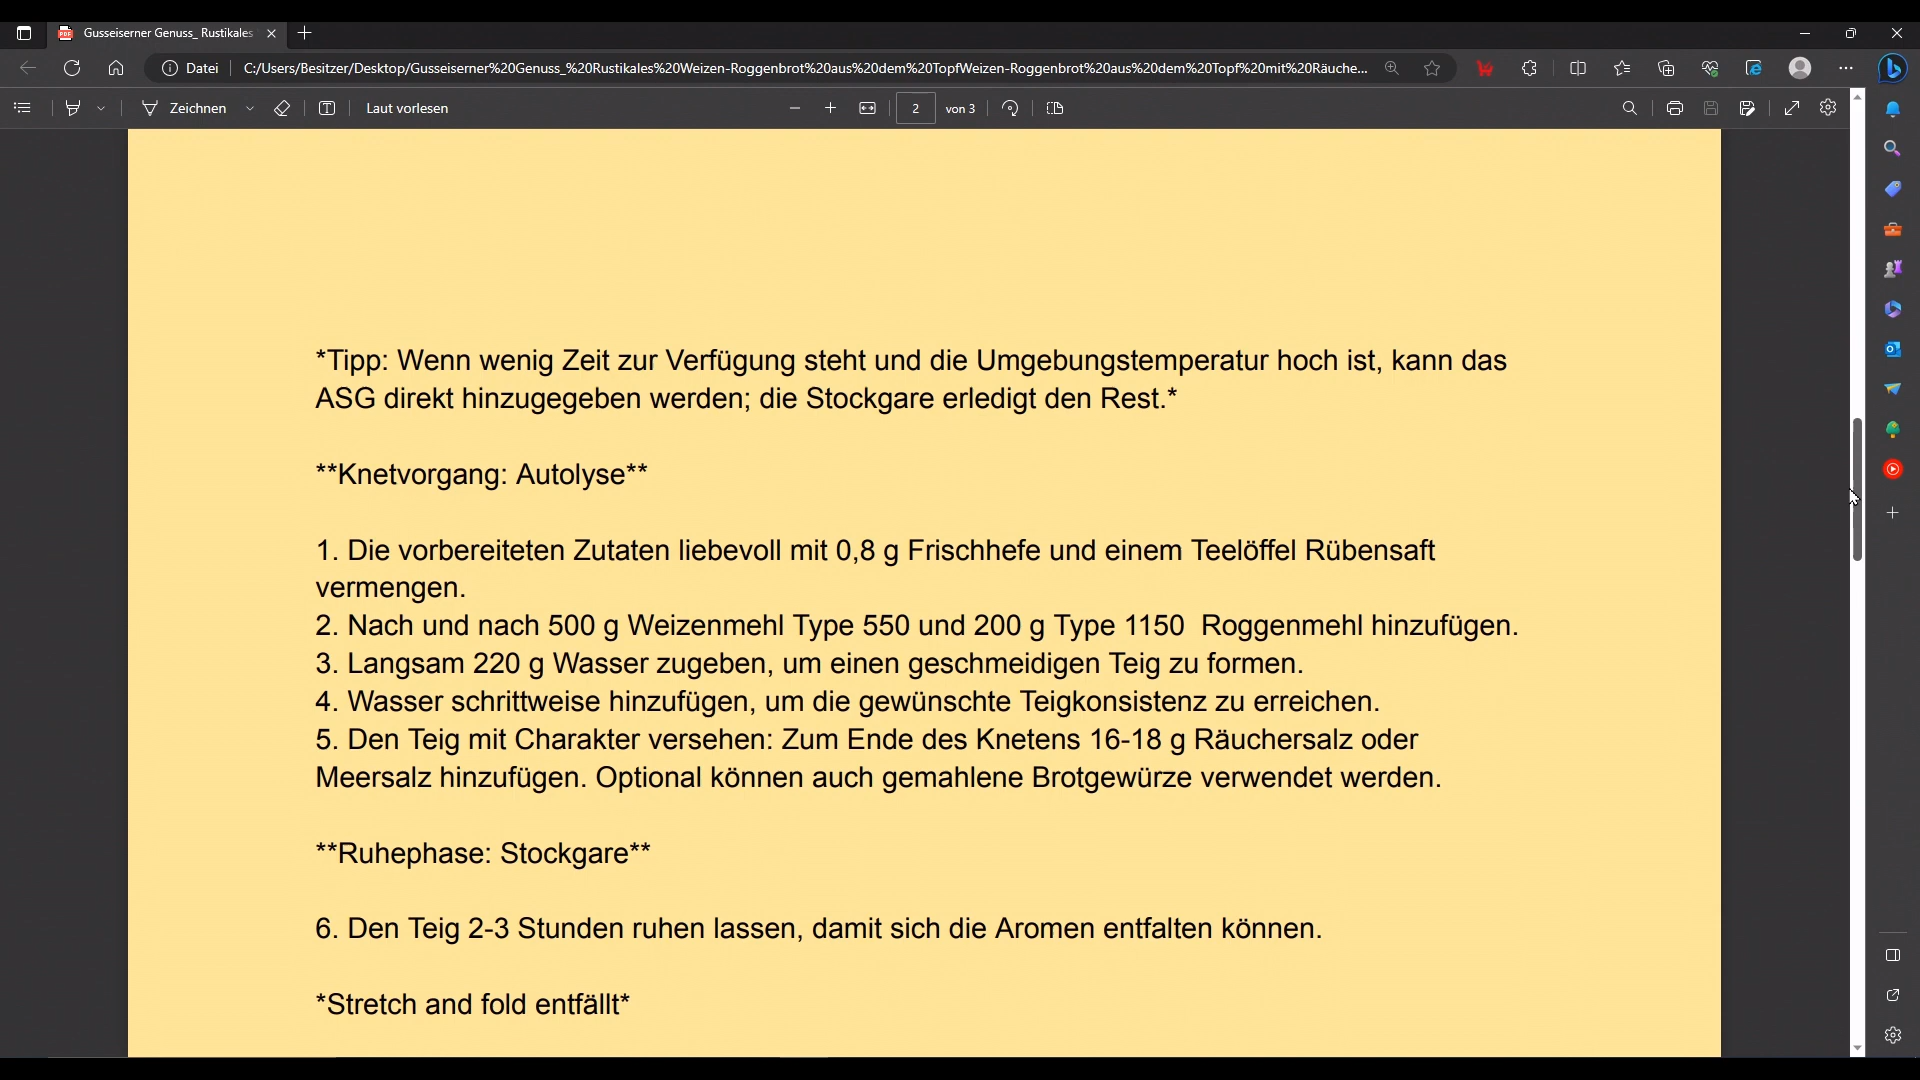 Gusseiserner Genuss_ Rustikales
Datei
C:/Users/Besitzer/Desktop/Gusseiserner%20Genuss_%20Rustikales%20Weizen-Roggenbrot%20aus%20dem%20TopfWeizen-Roggenbrot%20aus%20dem%20Topf%20mit%20Räuche...
Zeichnen
Laut vorlesen
2 von 3
*Tipp: Wenn wenig Zeit zur Verfügung steht und die Umgebungstemperatur hoch ist, kann das
ASG direkt hinzugegeben werden; die Stockgare erledigt den Rest.*
**Knetvorgang: Autolyse**
1. Die vorbereiteten Zutaten liebevoll mit 0,8 g Frischhefe und einem Teelöffel Rübensaft
vermengen.
2. Nach und nach 500 g Weizenmehl Type 550 und 200 g Type 1150 Roggenmehl hinzufügen.
3. Langsam 220 g Wasser zugeben, um einen geschmeidigen Teig zu formen.
4. Wasser schrittweise hinzufügen, um die gewünschte Teigkonsistenz zu erreichen.
5. Den Teig mit Charakter versehen: Zum Ende des Knetens 16-18 g Räuchersalz oder
Meersalz hinzufügen. Optional können auch gemahlene Brotgewürze verwendet werden.
**Ruhephase: Stockgare**
6. Den Teig 2-3 Stunden ruhen lassen, damit sich die Aromen entfalten können.
*Stretch and fold entfällt*